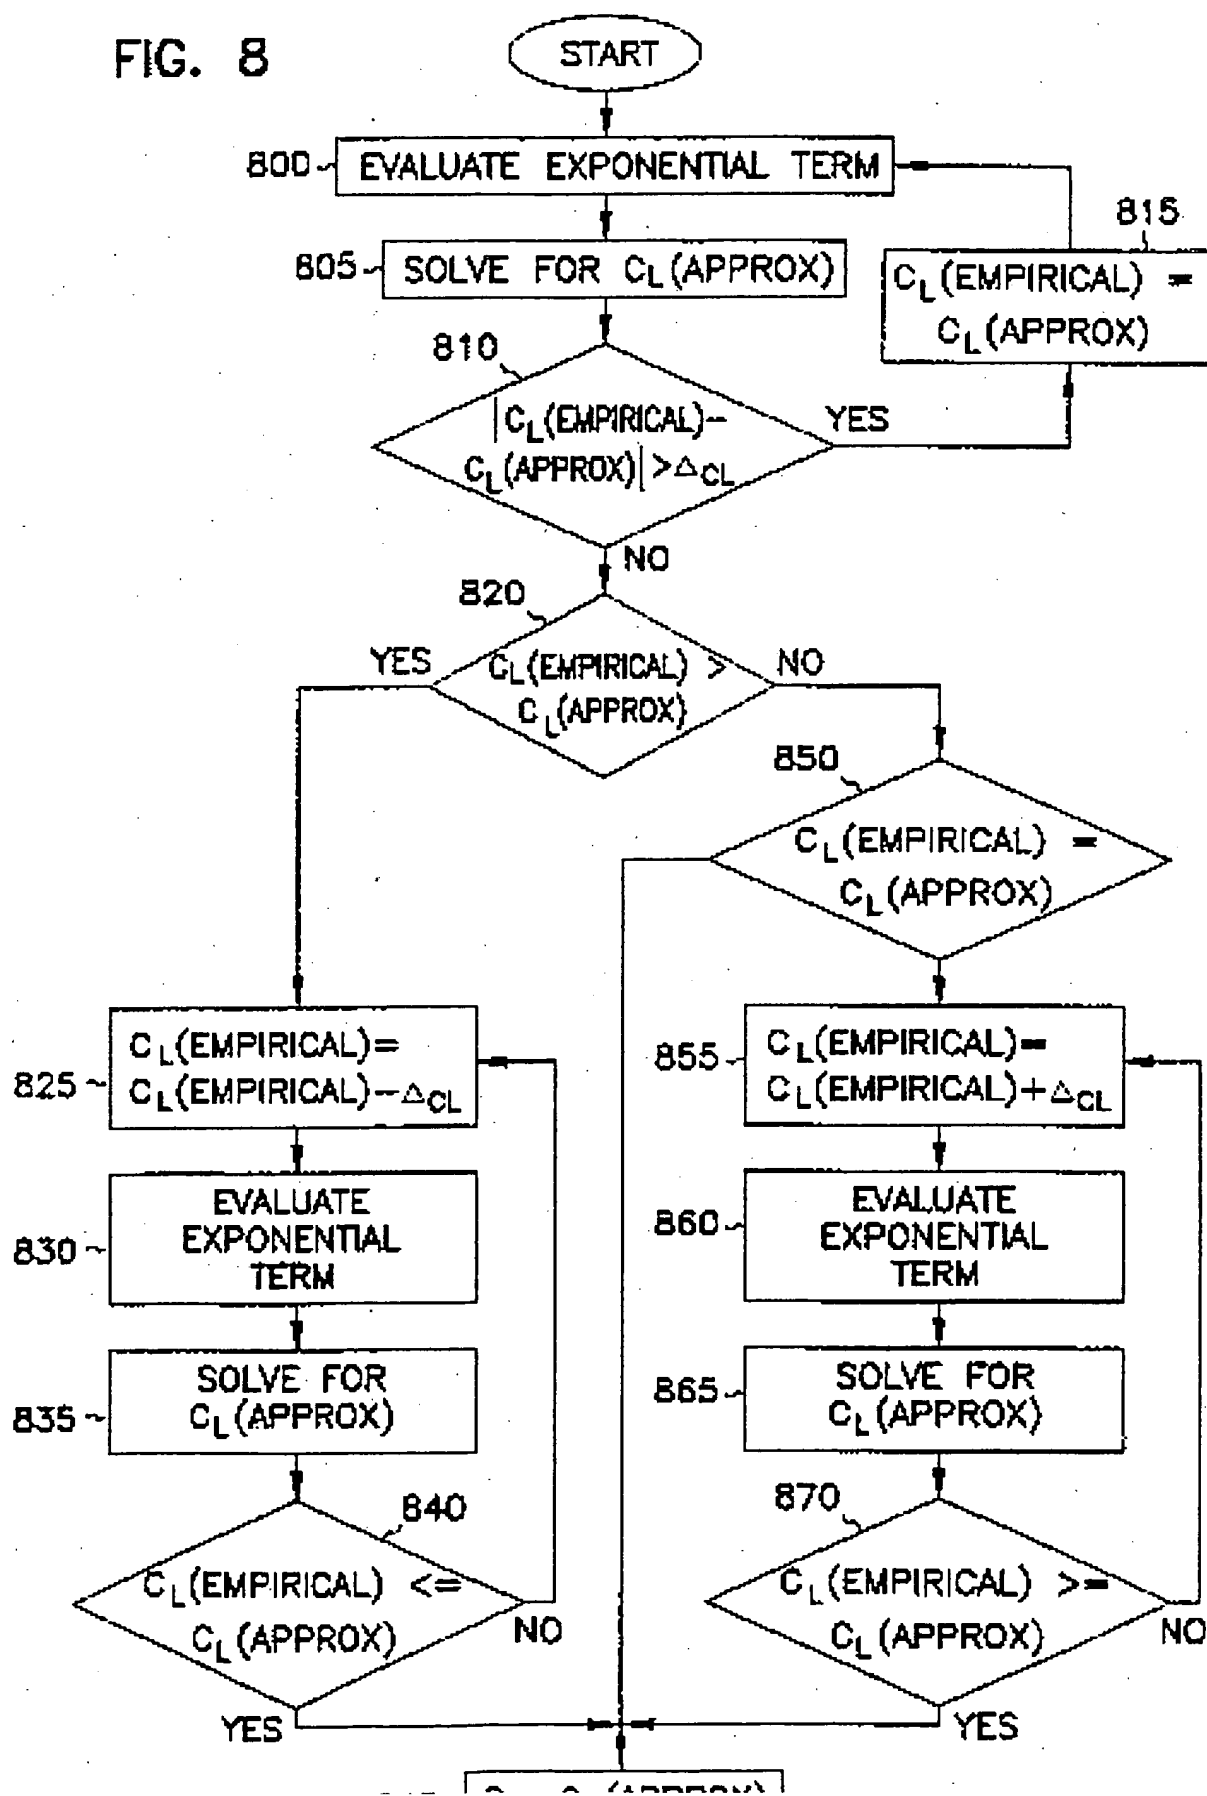 FIG. 8
START
800
EVALUATE EXPONENTIAL TERM
815
805
SOLVE FOR CL(APPROX)
CL(EMPIRICAL) =
CL(APPROX)
810
|CL(EMPIRICAL)-
CL(APPROX)|>△CL
YES
NO
820
YES
CL(EMPIRICAL) >
CL(APPROX)
NO
850
CL(EMPIRICAL) =
CL(APPROX)
825
CL(EMPIRICAL)=
CL(EMPIRICAL)-△CL
855
CL(EMPIRICAL)=
CL(EMPIRICAL)+△CL
830
EVALUATE
EXPONENTIAL
TERM
860
EVALUATE
EXPONENTIAL
TERM
835
SOLVE FOR
CL(APPROX)
865
SOLVE FOR
CL(APPROX)
840
CL(EMPIRICAL) <=
CL(APPROX)
NO
YES
870
CL(EMPIRICAL) >=
CL(APPROX)
NO
YES
(APPROX)